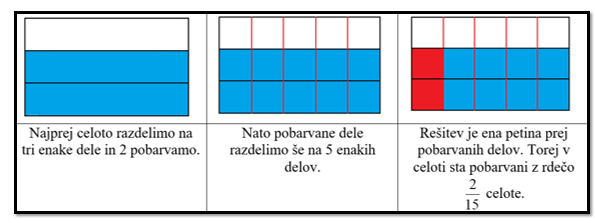 Najprej celoto razdelimo na
tri enake dele in 2 pobarvamo.
Nato pobarvane dele
razdelimo še na 5 enakih
delov.
Rešitev je ena petina prej
pobarvanih delov. Torej v
celoti sta pobarvani z rdečo
2/15 celote.